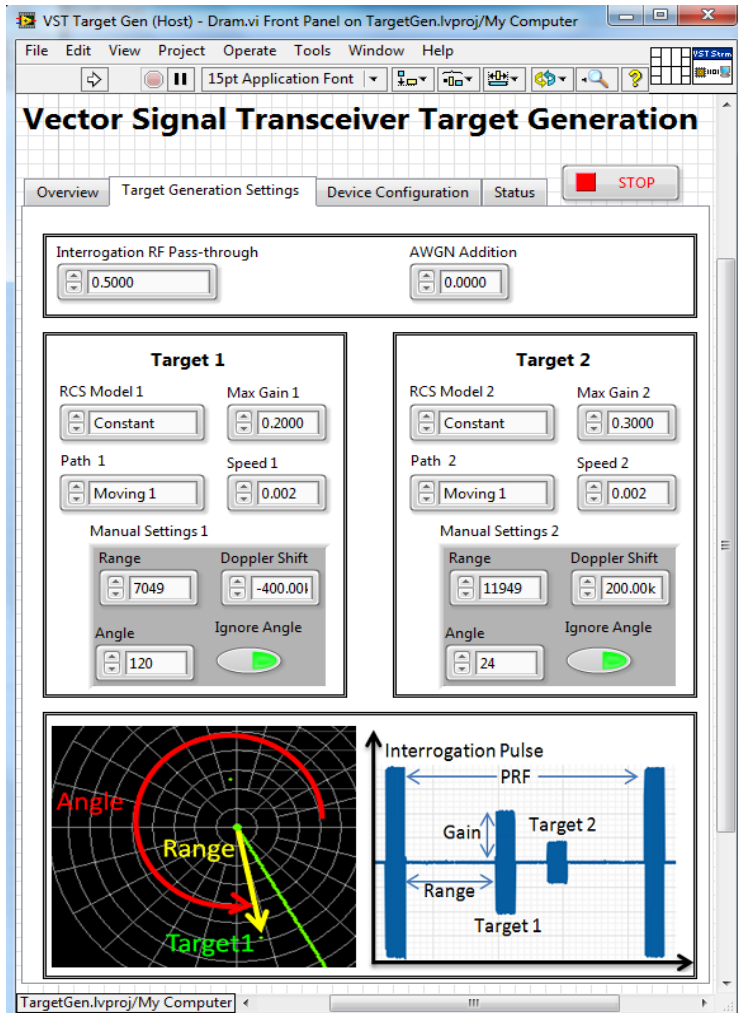 VST Target Gen (Host) - Dram.vi Front Panel on TargetGen.lvproj/My Computer
File Edit View Project Operate Tools Window Help
15pt Application Font
VST Strm
Vector Signal Transceiver Target Generation
Overview Target Generation Settings Device Configuration Status STOP
Interrogation RF Pass-through AWGN Addition
0.5000 0.0000
Target 1
RCS Model 1 Max Gain 1
Constant 0.2000
Path 1 Speed 1
Moving 1 0.002
Manual Settings 1
Range Doppler Shift
7049 -400.00
Angle Ignore Angle
120
Target 2
RCS Model 2 Max Gain 2
Constant 0.3000
Path 2 Speed 2
Moving 1 0.002
Manual Settings 2
Range Doppler Shift
11949 200.00k
Angle Ignore Angle
24
Angle
Range
Target1
Interrogation Pulse
PRF
Gain
Target 2
Range
Target 1
TargetGen.lvproj/My Computer